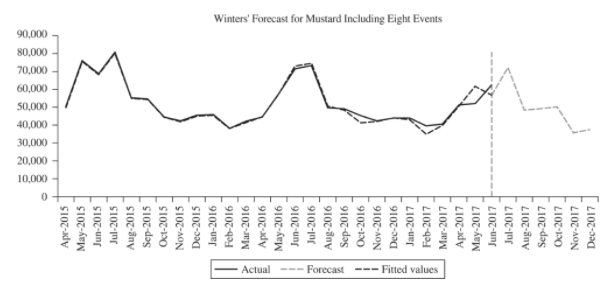 Winters' Forecast for Mustard Including Eight Events
90,000
80,000
70,000
60,000
50,000
40,000
30,000
20,000
10,000
0
Apr-2015
May-2015
Jun-2015
Jul-2015
Aug-2015
Sep-2015
Oct-2015
Nov-2015
Dec-2015
Jan-2016
Feb-2016
Mar-2016
Apr-2016
May-2016
Jun-2016
Jul-2016
Aug-2016
Sep-2016
Oct-2016
Nov-2016
Dec-2016
Jan-2017
Feb-2017
Mar-2017
Apr-2017
May-2017
Jun-2017
Jul-2017
Aug-2017
Sep-2017
Oct-2017
Nov-2017
Dec-2017
Actual Forecast Fitted values